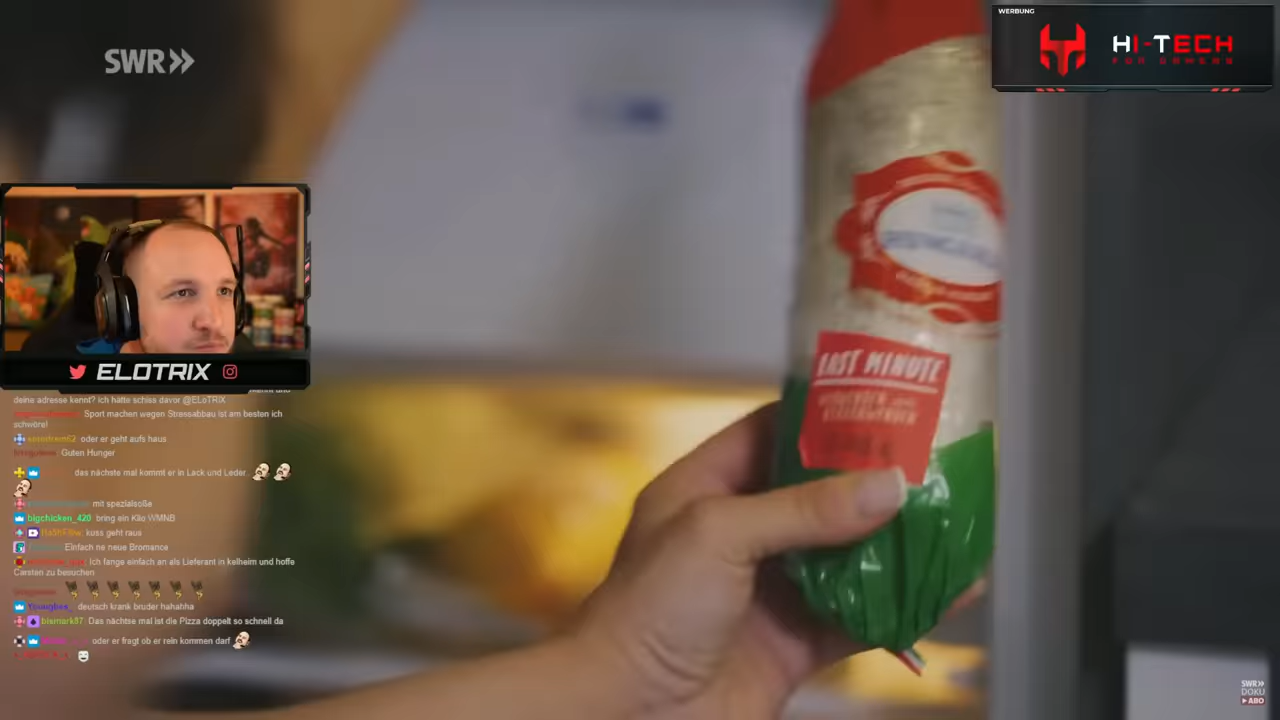 SWR»
WERBUNG
HI-TECH
FOR GAMERS
LAST MINUTE
ELOTRIX
deine adresse kennt? Ich hätte schiss davor @ELoTRiX
Sport machen wegen Stressabbau ist am besten ich
schwöre!
oder er geht aufs haus
Guten Hunger
das nächste mal kommt er in Lack und Leder
mit spezialsoße
bigchicken_420 bring ein Kilo WMNB
kuss geht raus
Einfach ne neue Bromance
Ich fange einfach an als Lieferant in kelheim und hoffe
Carsten zu besuchen
deutsch krank bruder hahahha
bismark87: Das nächste mal ist die Pizza doppelt so schnell da
oder er fragt ob er rein kommen darf
SWR»
DOKU
ABO